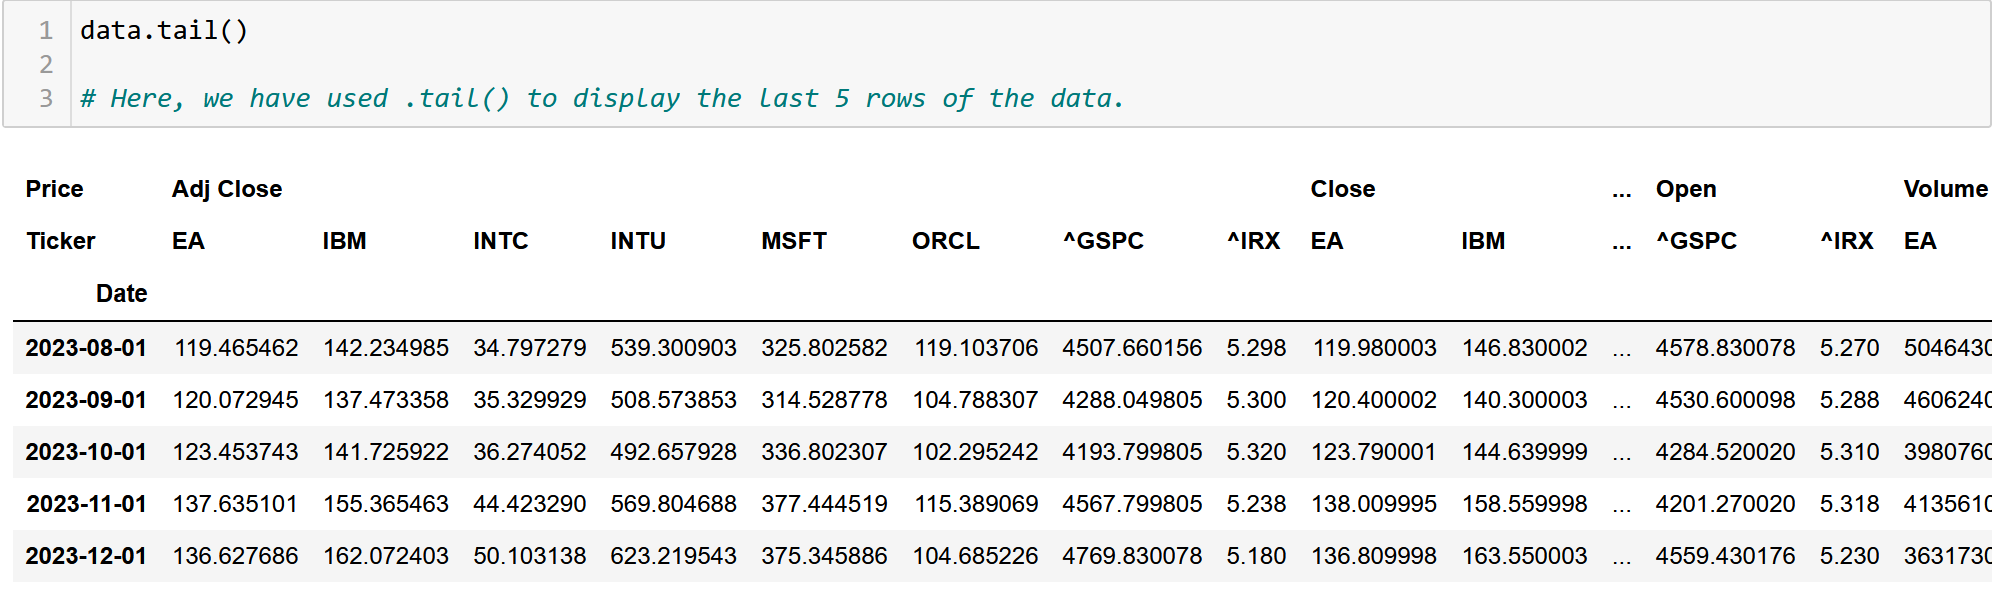 1 data.tail()
2
3 # Here, we have used .tail() to display the last 5 rows of the data.
Price Adj Close Close ... Open Volume
Ticker EA IBM INTC INTU MSFT ORCL ^GSPC ^IRX EA IBM ... ^GSPC ^IRX EA
Date
2023-08-01 119.465462 142.234985 34.797279 539.300903 325.802582 119.103706 4507.660156 5.298 119.980003 146.830002 ... 4578.830078 5.270 5046430
2023-09-01 120.072945 137.473358 35.329929 508.573853 314.528778 104.788307 4288.049805 5.300 120.400002 140.300003 ... 4530.600098 5.288 4606240
2023-10-01 123.453743 141.725922 36.274052 492.657928 336.802307 102.295242 4193.799805 5.320 123.790001 144.639999 ... 4284.520020 5.310 3980760
2023-11-01 137.635101 155.365463 44.423290 569.804688 377.444519 115.389069 4567.799805 5.238 138.009995 158.559998 ... 4201.270020 5.318 4135610
2023-12-01 136.627686 162.072403 50.103138 623.219543 375.345886 104.685226 4769.830078 5.180 136.809998 163.550003 ... 4559.430176 5.230 3631730